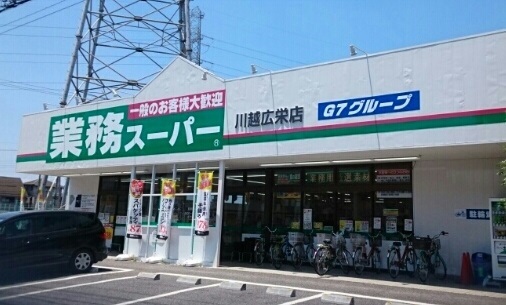 一般のお客様大歓迎
業務スーパー®
川越広栄店
G7グループ